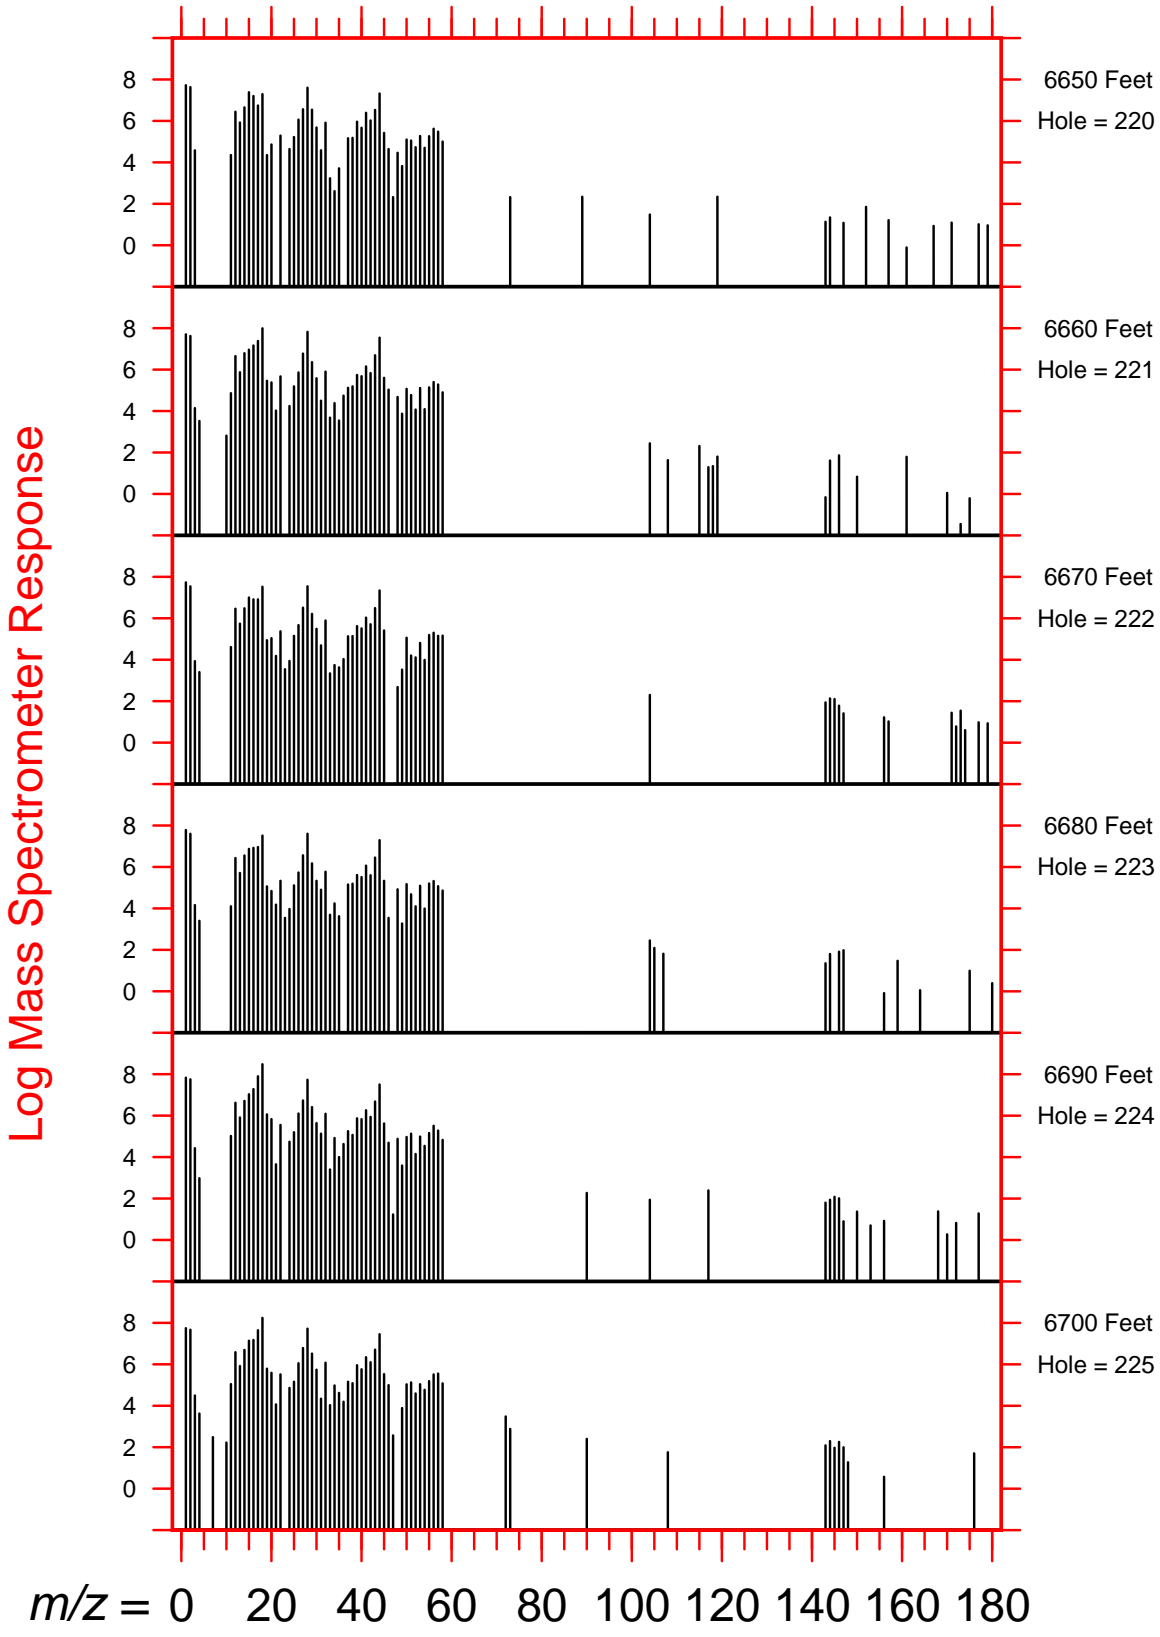 Log Mass Spectrometer Response
8
6
4
2
0
6650 Feet
Hole = 220
8
6
4
2
0
6660 Feet
Hole = 221
8
6
4
2
0
6670 Feet
Hole = 222
8
6
4
2
0
6680 Feet
Hole = 223
8
6
4
2
0
6690 Feet
Hole = 224
8
6
4
2
0
6700 Feet
Hole = 225
m/z = 0 20 40 60 80 100 120 140 160 180